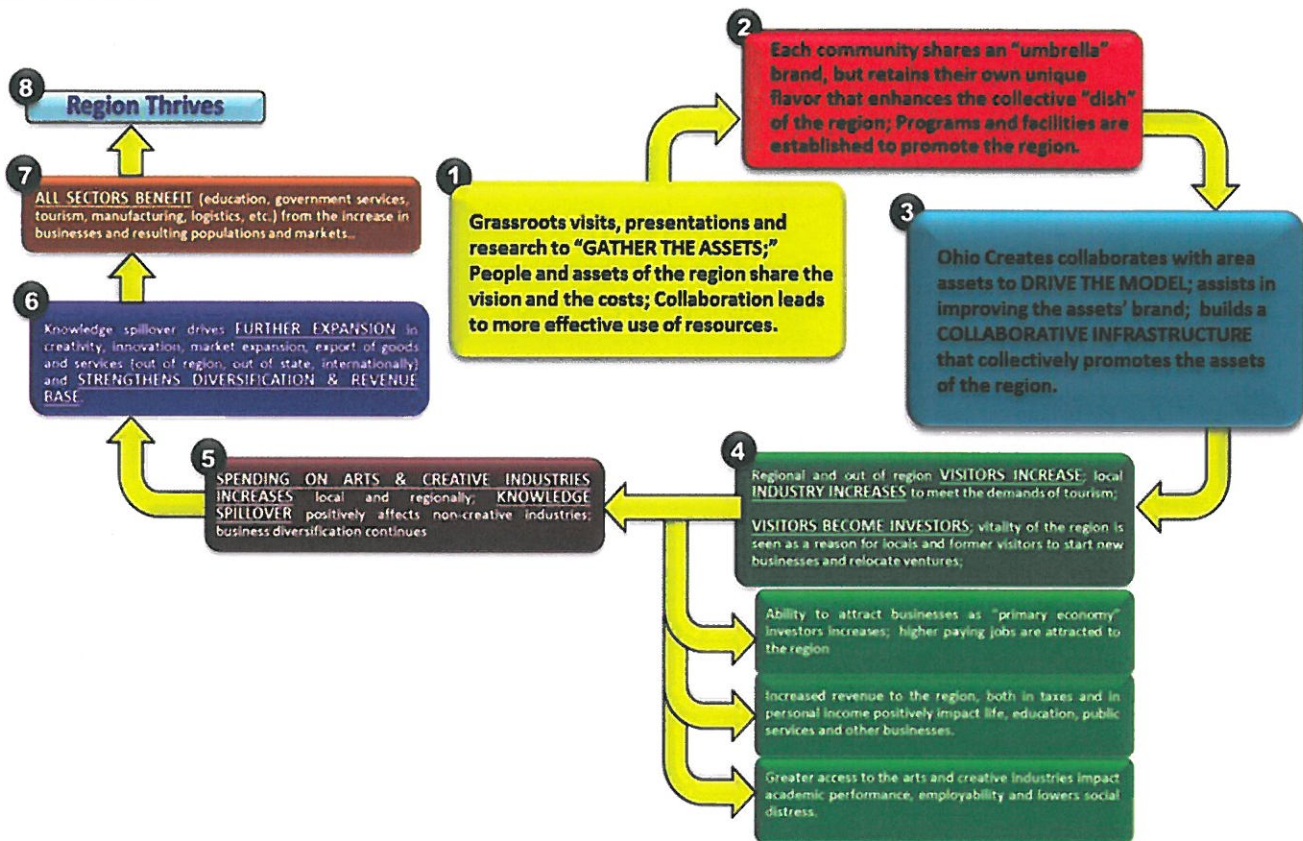 1
Grassroots visits, presentations and
research to "GATHER THE ASSETS;"
People and assets of the region share the
vision and the costs; Collaboration leads
to more effective use of resources.
2
Each community shares an "umbrella"
brand, but retains their own unique
flavor that enhances the collective "dish"
of the region; Programs and facilities are
established to promote the region.
3
Ohio Creates collaborates with area
assets to DRIVE THE MODEL; assists in
improving the assets' brand; builds a
COLLABORATIVE INFRASTRUCTURE
that collectively promotes the assets
of the region.
4
Regional and out of region VISITORS INCREASE; local
INDUSTRY INCREASES to meet the demands of tourism;
VISITORS BECOME INVESTORS; vitality of the region is
seen as a reason for locals and former visitors to start new
businesses and relocate ventures;
Ability to attract businesses as "primary economy"
investors increases; higher paying jobs are attracted to
the region
Increased revenue to the region, both in taxes and in
personal income positively impact life, education, public
services and other businesses.
Greater access to the arts and creative industries impact
academic performance, employability and lowers social
distress.
5
SPENDING ON ARTS & CREATIVE INDUSTRIES
INCREASES local and regionally; KNOWLEDGE
SPILLOVER positively affects non-creative industries;
business diversification continues
6
Knowledge spillover drives FURTHER EXPANSION in
creativity, innovation, market expansion, export of goods
and services (out of region, out of state, internationally)
and STRENGTHENS DIVERSIFICATION & REVENUE
BASE.
7
ALL SECTORS BENEFIT (education, government services,
tourism, manufacturing, logistics, etc.) from the increase in
businesses and resulting populations and markets..
8
Region Thrives